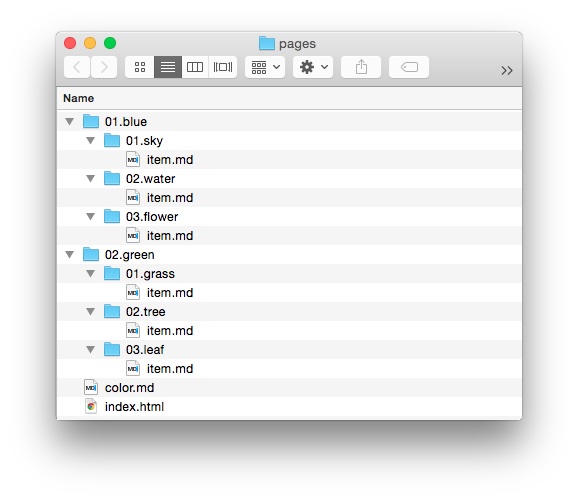 pages
Name
01.blue
01.sky
item.md
02.water
item.md
03.flower
item.md
02.green
01.grass
item.md
02.tree
item.md
03.leaf
item.md
color.md
index.html